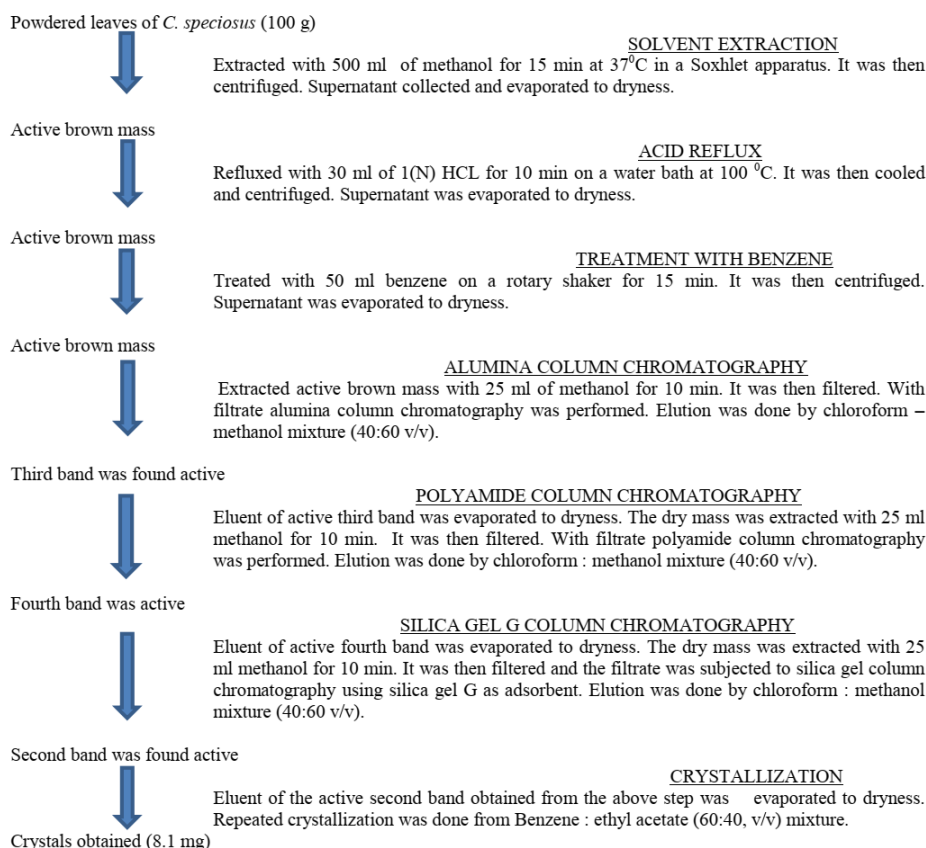 Powdered leaves of C. speciosus (100 g)
SOLVENT EXTRACTION
Extracted with 500 ml of methanol for 15 min at 37⁰C in a Soxhlet apparatus. It was then
centrifuged. Supernatant collected and evaporated to dryness.
Active brown mass
ACID REFLUX
Refluxed with 30 ml of 1(N) HCL for 10 min on a water bath at 100 ⁰C. It was then cooled
and centrifuged. Supernatant was evaporated to dryness.
Active brown mass
TREATMENT WITH BENZENE
Treated with 50 ml benzene on a rotary shaker for 15 min. It was then centrifuged.
Supernatant was evaporated to dryness.
Active brown mass
ALUMINA COLUMN CHROMATOGRAPHY
Extracted active brown mass with 25 ml of methanol for 10 min. It was then filtered. With
filtrate alumina column chromatography was performed. Elution was done by chloroform –
methanol mixture (40:60 v/v).
Third band was found active
POLYAMIDE COLUMN CHROMATOGRAPHY
Eluent of active third band was evaporated to dryness. The dry mass was extracted with 25 ml
methanol for 10 min. It was then filtered. With filtrate polyamide column chromatography
was performed. Elution was done by chloroform : methanol mixture (40:60 v/v).
Fourth band was active
SILICA GEL G COLUMN CHROMATOGRAPHY
Eluent of active fourth band was evaporated to dryness. The dry mass was extracted with 25
ml methanol for 10 min. It was then filtered and the filtrate was subjected to silica gel column
chromatography using silica gel G as adsorbent. Elution was done by chloroform : methanol
mixture (40:60 v/v).
Second band was found active
CRYSTALLIZATION
Eluent of the active second band obtained from the above step was evaporated to dryness.
Repeated crystallization was done from Benzene : ethyl acetate (60:40, v/v) mixture.
Crystals obtained (8.1 mg)